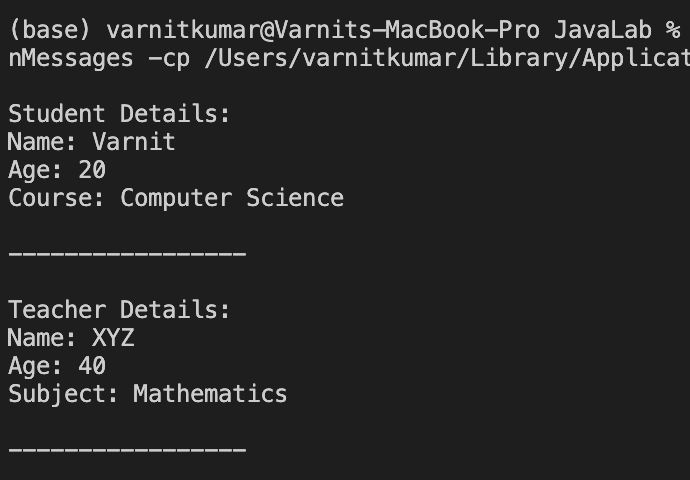 (base) varnitkumar@Varnits-MacBook-Pro JavaLab %
nMessages -cp /Users/varnitkumar/Library/Applicat
Student Details:
Name: Varnit
Age: 20
Course: Computer Science
-----------------
Teacher Details:
Name: XYZ
Age: 40
Subject: Mathematics
-----------------